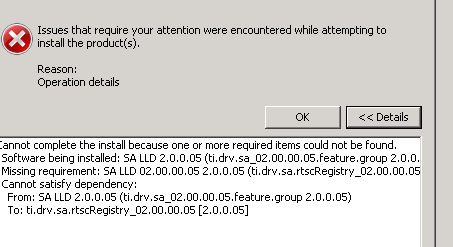 Issues that require your attention were encountered while attempting to
install the product(s).
Reason:
Operation details
OK
<< Details
Cannot complete the install because one or more required items could not be found.
Software being installed: SA LLD 2.0.0.05 (ti.drv.sa_02.00.00.05.feature.group 2.0.0.
Missing requirement: SA LLD 02.00.00.05 2.0.0.05 (ti.drv.sa.rtscRegistry_02.00.00.05
Cannot satisfy dependency:
From: SA LLD 2.0.0.05 (ti.drv.sa_02.00.00.05.feature.group 2.0.0.05)
To: ti.drv.sa.rtscRegistry_02.00.00.05 [2.0.0.05]